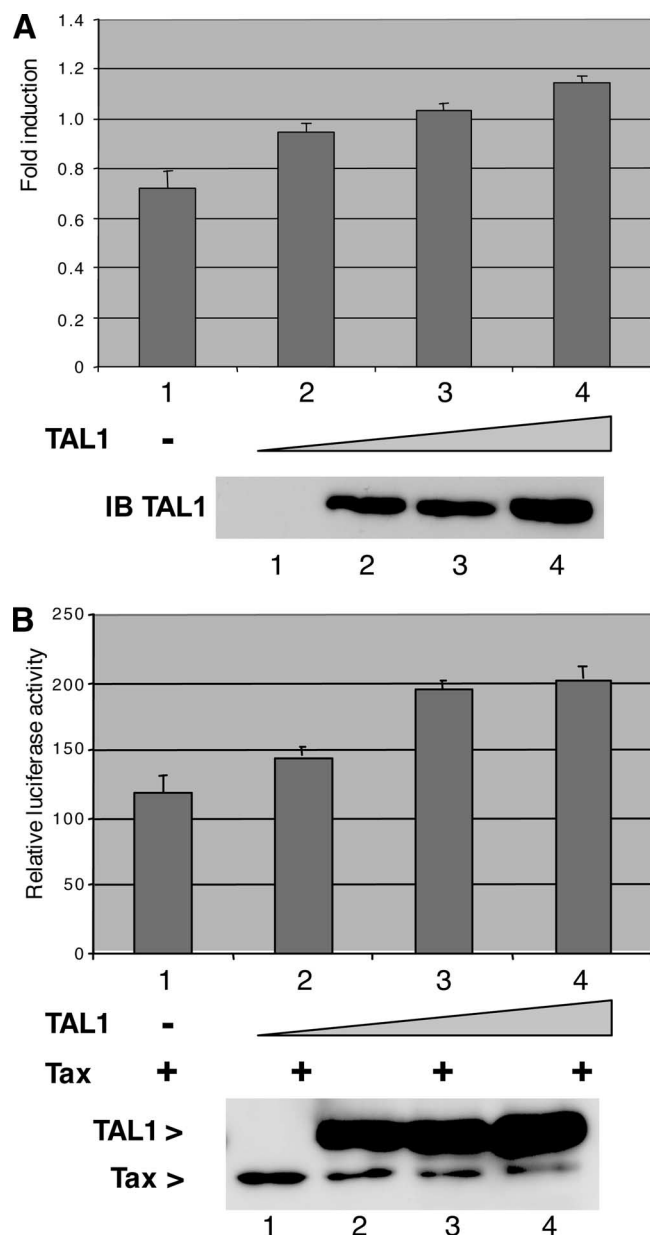 A
Fold induction
1.4
1.2
1.0
0.8
0.6
0.4
0.2
0
1 2 3 4
TAL1 -
IB TAL1
1 2 3 4
B
Relative luciferase activity
250
200
150
100
50
0
1 2 3 4
TAL1 -
Tax + + + +
TAL1 >
Tax >
1 2 3 4